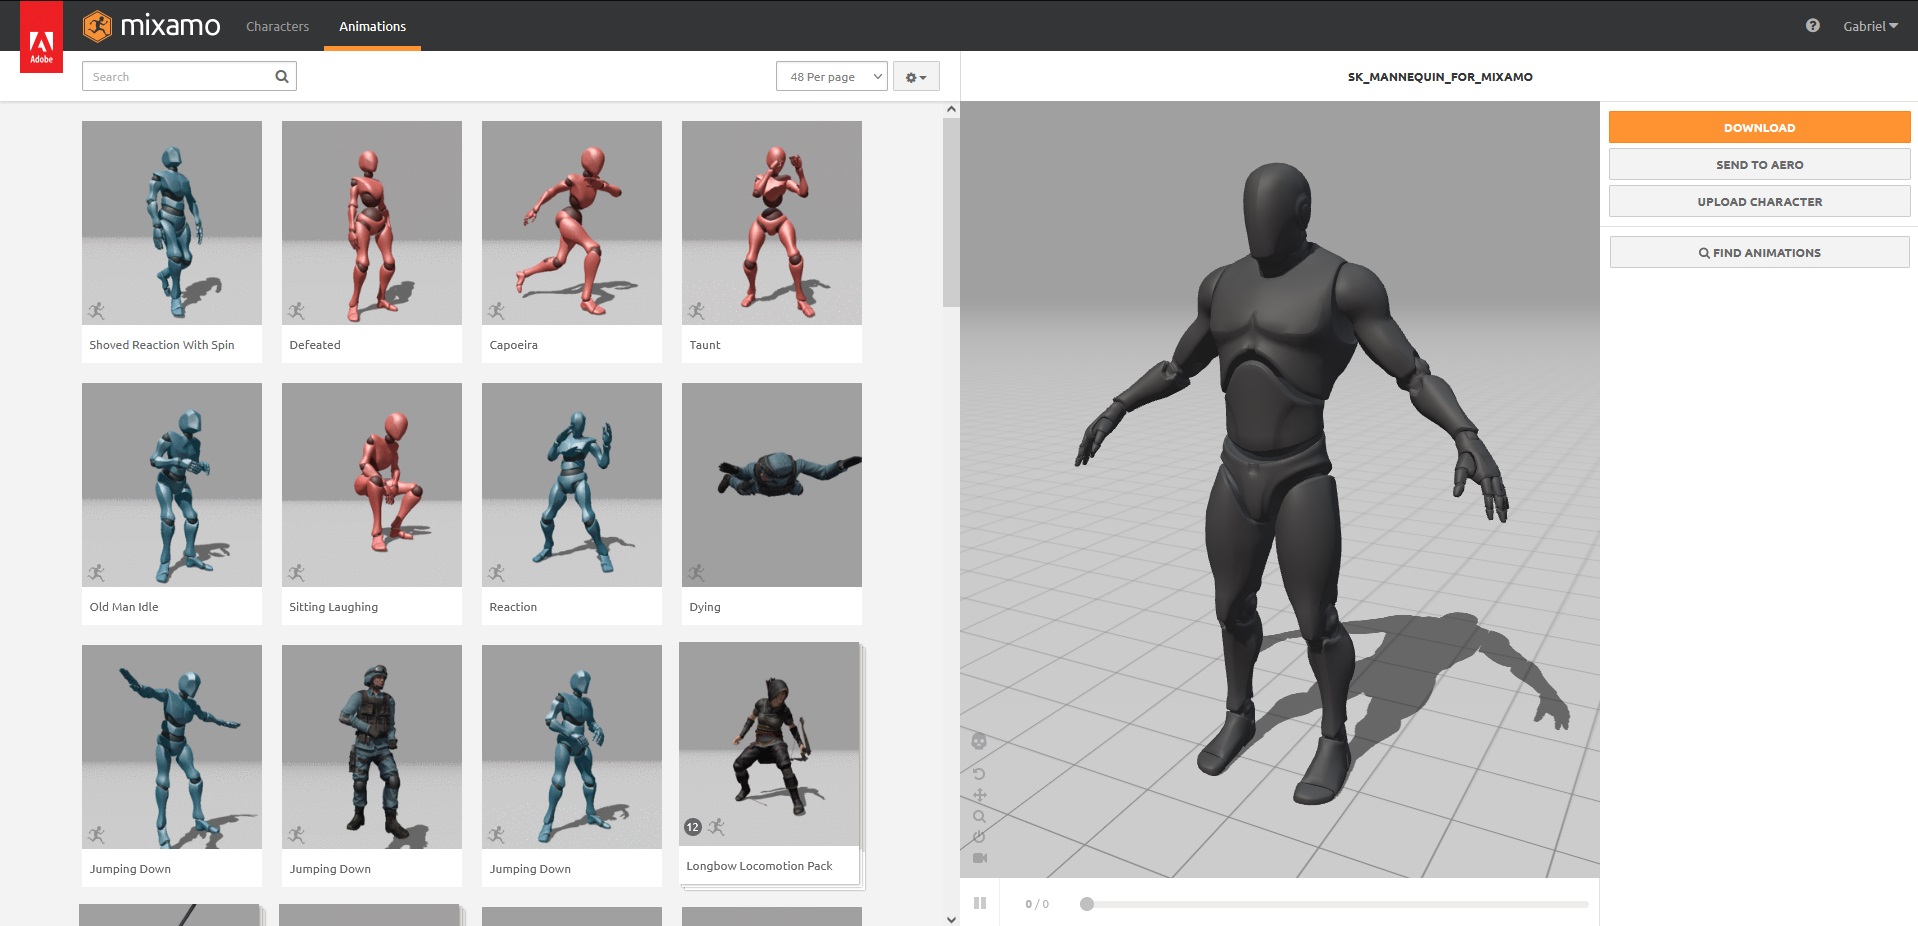 Adobe
mixamo
Characters
Animations
Gabriel
Search
48 Per page
SK_MANNEQUIN_FOR_MIXAMO
DOWNLOAD
SEND TO AERO
UPLOAD CHARACTER
FIND ANIMATIONS
Shoved Reaction With Spin
Defeated
Capoeira
Taunt
Old Man Idle
Sitting Laughing
Reaction
Dying
Jumping Down
Jumping Down
Jumping Down
12
Longbow Locomotion Pack
0 / 0